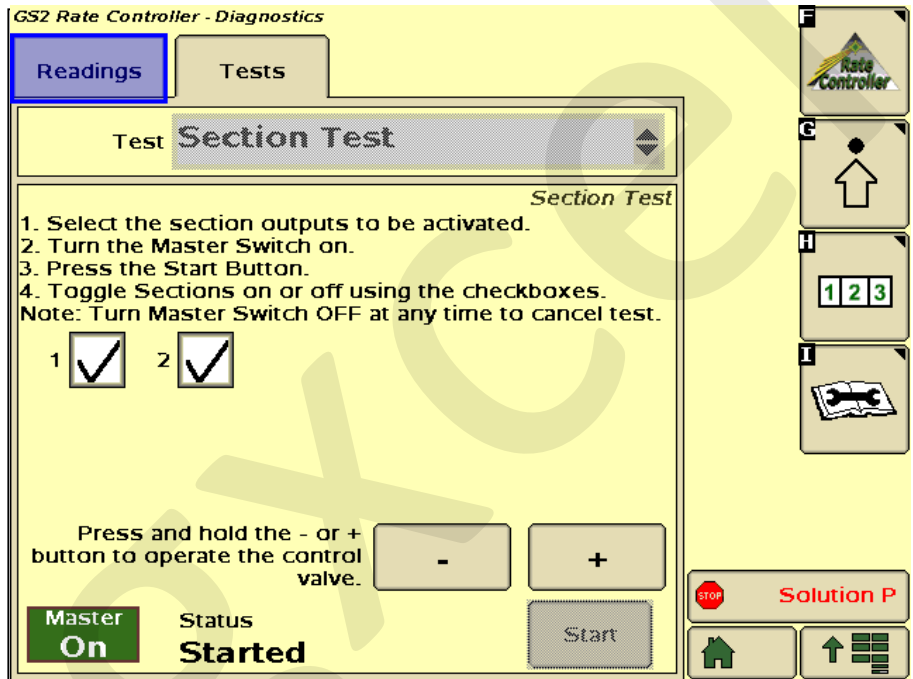 GS2 Rate Controller - Diagnostics
Readings
Tests
Test
Section Test
Section Test
1. Select the section outputs to be activated.
2. Turn the Master Switch on.
3. Press the Start Button.
4. Toggle Sections on or off using the checkboxes.
Note: Turn Master Switch OFF at any time to cancel test.
1
2
Press and hold the - or +
button to operate the control
valve.
-
+
Master
On
Status
Started
Start
F
Rate
Controller
G
H
1 2 3
I
STOP
Solution P